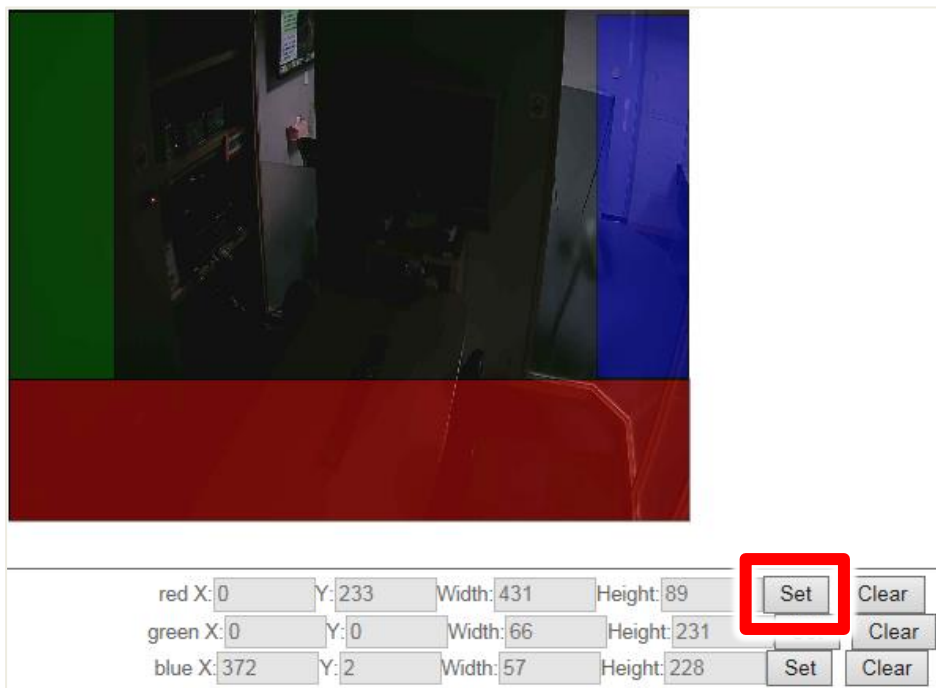 red X: 0 Y: 233 Width: 431 Height: 89 Set Clear
green X: 0 Y: 0 Width: 66 Height: 231 Clear
blue X: 372 Y: 2 Width: 57 Height: 228 Set Clear